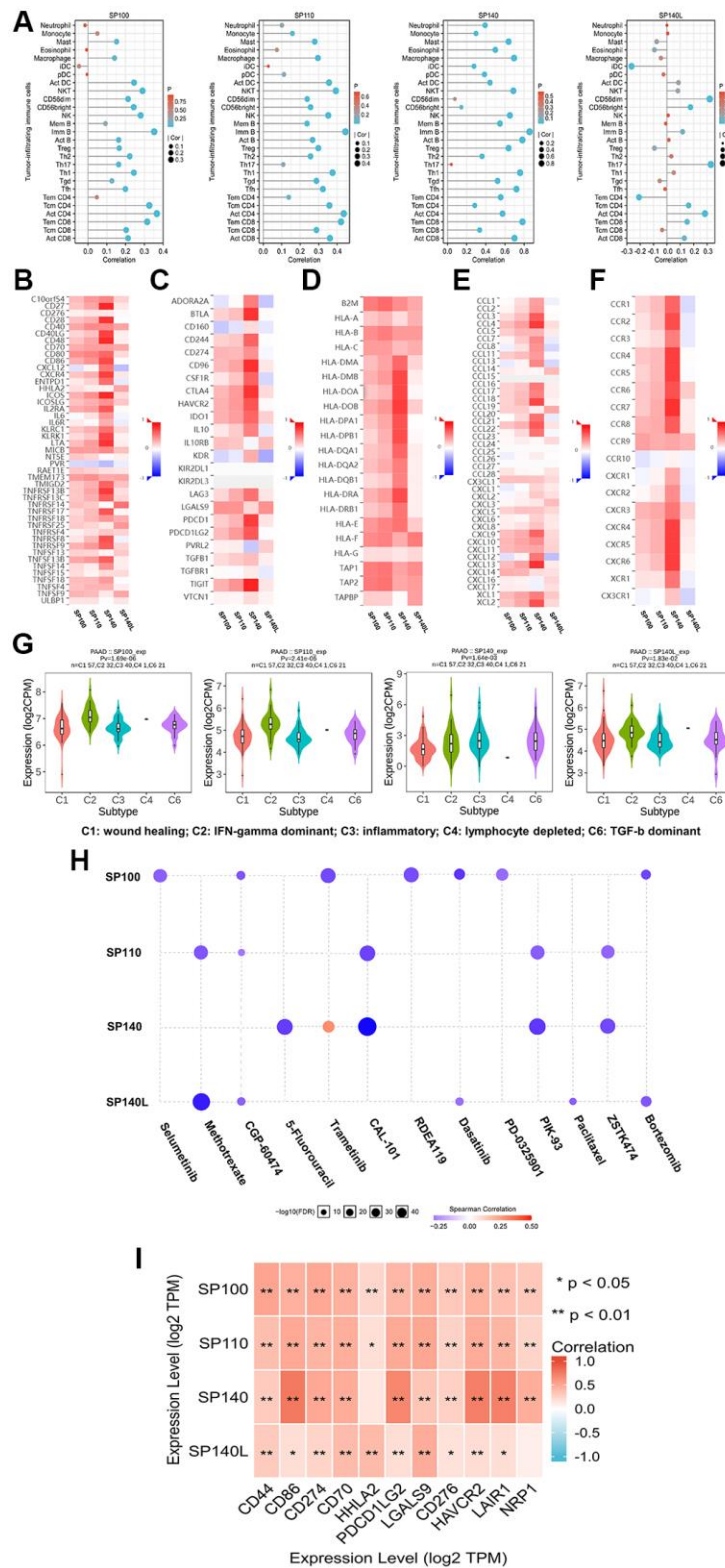 A
SP100
SP110
SP140
SP140L
Tumor-infiltrating immune cells
Neutrophil
Monocyte
Mast
Eosinophil
Macrophage
iDC
pDC
Act DC
NKT
CD56dim
CD56bright
NK
Mem B
Imm B
Act B
Treg
Th2
Th17
Th1
Tgd
Tfh
Tem CD4
Tcm CD4
Act CD4
Tem CD8
Tcm CD8
Act CD8
Correlation
P
| Cor |
B
C10orf54
CD27
CD276
CD28
CD40
CD40LG
CD48
CD70
CD80
CD86
CXCL12
CXCR4
ENTPD1
HHLA2
ICOS
ICOSLG
IL2RA
IL6
IL6R
KLRC1
KLRK1
LTA
MICB
NT5E
PVR
RAET1E
TMEM173
TMIGD2
TNFRSF13B
TNFRSF13C
TNFRSF14
TNFRSF17
TNFRSF18
TNFRSF25
TNFRSF4
TNFRSF8
TNFRSF9
TNFSF13
TNFSF13B
TNFSF14
TNFSF15
TNFSF18
TNFSF4
TNFSF9
ULBP1
SP100 SP110 SP140 SP140L
C
ADORA2A
BTLA
CD160
CD244
CD274
CD96
CSF1R
CTLA4
HAVCR2
IDO1
IL10
IL10RB
KDR
KIR2DL1
KIR2DL3
LAG3
LGALS9
PDCD1
PDCD1LG2
PVRL2
TGFB1
TGFBR1
TIGIT
VTCN1
SP100 SP110 SP140 SP140L
D
B2M
HLA-A
HLA-B
HLA-C
HLA-DMA
HLA-DMB
HLA-DOA
HLA-DOB
HLA-DPA1
HLA-DPB1
HLA-DQA1
HLA-DQA2
HLA-DQB1
HLA-DRA
HLA-DRB1
HLA-E
HLA-F
HLA-G
TAP1
TAP2
TAPBP
SP100 SP110 SP140 SP140L
E
CCL1
CCL2
CCL3
CCL4
CCL5
CCL7
CCL8
CCL11
CCL13
CCL14
CCL15
CCL16
CCL17
CCL18
CCL19
CCL20
CCL21
CCL22
CCL23
CCL24
CCL25
CCL26
CCL27
CCL28
CX3CL1
CXCL1
CXCL2
CXCL3
CXCL5
CXCL6
CXCL8
CXCL9
CXCL10
CXCL11
CXCL12
CXCL13
CXCL14
CXCL16
CXCL17
XCL1
XCL2
SP100 SP110 SP140 SP140L
F
CCR1
CCR2
CCR3
CCR4
CCR5
CCR6
CCR7
CCR8
CCR9
CCR10
CXCR1
CXCR2
CXCR3
CXCR4
CXCR5
CXCR6
XCR1
CX3CR1
SP100 SP110 SP140 SP140L
G
PAAD :: SP100_exp
Pv=1.69e-06
n=C1 57,C2 32,C3 40,C4 1,C6 21
PAAD :: SP110_exp
Pv=2.41e-05
n=C1 57,C2 32,C3 40,C4 1,C6 21
PAAD :: SP140_exp
Pv=1.64e-03
n=C1 57,C2 32,C3 40,C4 1,C6 21
PAAD :: SP140L_exp
Pv=1.83e-02
n=C1 57,C2 32,C3 40,C4 1,C6 21
Expression (log2CPM)
C1 C2 C3 C4 C6
Subtype
C1: wound healing; C2: IFN-gamma dominant; C3: inflammatory; C4: lymphocyte depleted; C6: TGF-b dominant
H
SP100
SP110
SP140
SP140L
Selumetinib
Methotrexate
CGP-60474
5-Fluorouracil
Trametinib
CAL-101
RDEA119
Dasatinib
PD-0325901
PIK-93
Paclitaxel
ZSTK474
Bortezomib
−log10(FDR) 10 20 30 40
Spearman Correlation
−0.25 0.00 0.25 0.50
I
Expression Level (log2 TPM)
SP100 ** ** ** ** ** ** ** ** ** ** **
SP110 ** ** ** ** * ** ** ** ** ** **
SP140 ** ** ** ** ** ** ** ** ** **
SP140L ** * ** ** ** ** ** * ** *
CD44
CD86
CD274
CD70
HHLA2
PDCD1LG2
LGALS9
CD276
HAVCR2
LAIR1
NRP1
Expression Level (log2 TPM)
* p < 0.05
** p < 0.01
Correlation
1.0
0.5
0.0
-0.5
-1.0